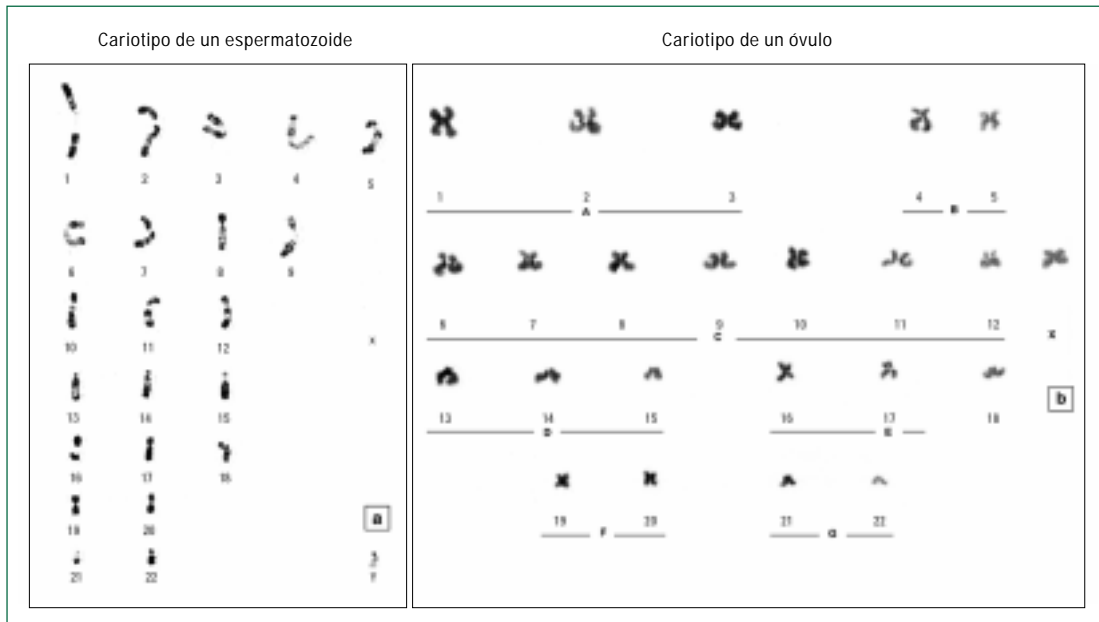 Cariotipo de un espermatozoide
Cariotipo de un óvulo
1 2 3 4 5
6 7 8 9
10 11 12 x
13 14 15
16 17 18
19 20 a
21 22 Y
1 2 3 4 5
A B
6 7 8 9 10 11 12 x
C
b
13 14 15 16 17 18
D E
19 20 21 22
F G